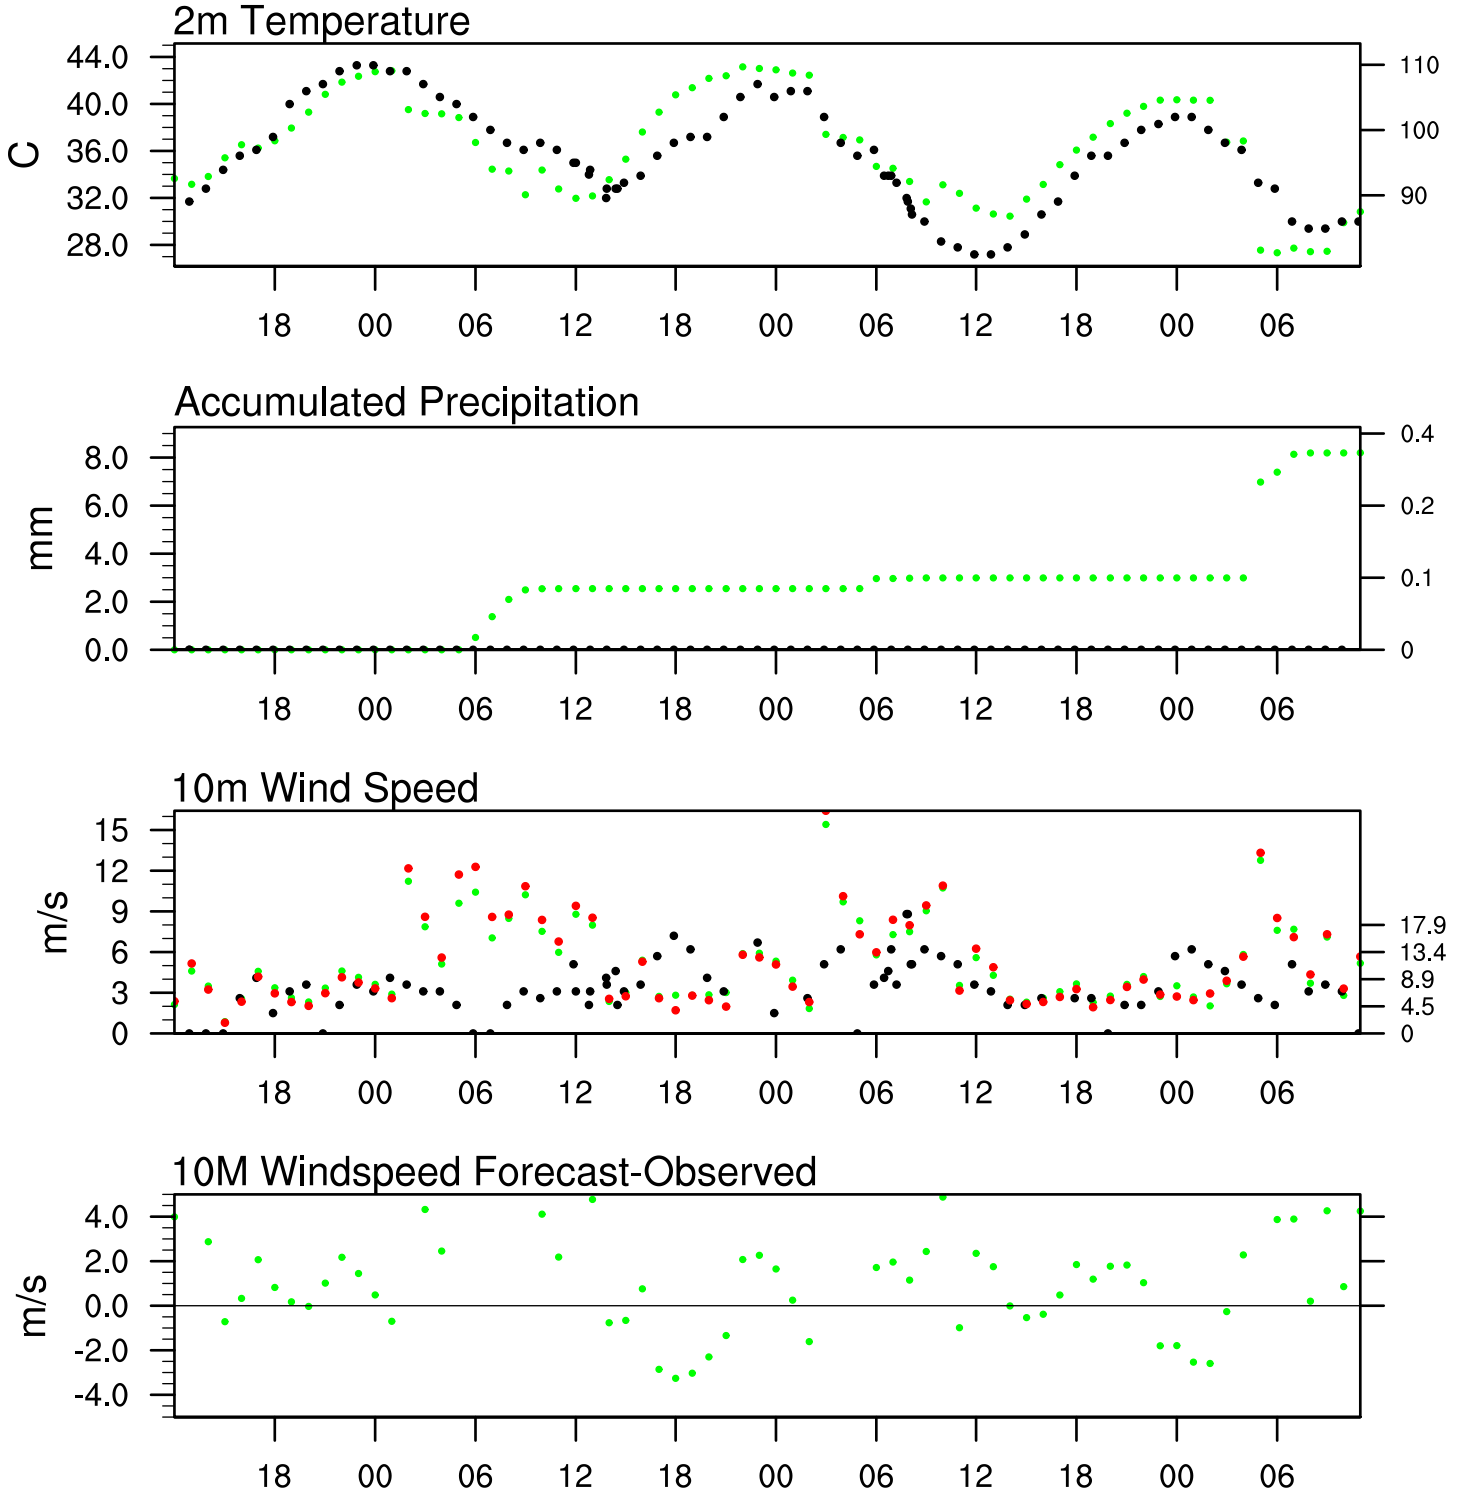 2m Temperature
44.0
40.0
36.0
32.0
28.0
C
110
100
90
18 00 06 12 18 00 06 12 18 00 06
Accumulated Precipitation
8.0
6.0
4.0
2.0
0.0
mm
0.4
0.2
0.1
0
18 00 06 12 18 00 06 12 18 00 06
10m Wind Speed
15
12
9
6
3
0
m/s
17.9
13.4
8.9
4.5
0
18 00 06 12 18 00 06 12 18 00 06
10M Windspeed Forecast-Observed
4.0
2.0
0.0
-2.0
-4.0
m/s
18 00 06 12 18 00 06 12 18 00 06